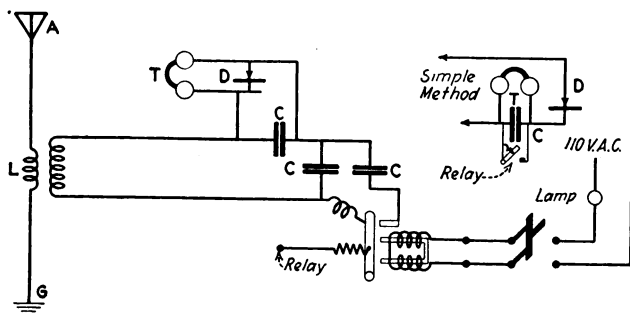 A
T
D
C
Simple
Method
T
D
C
Relay
110 V.A.C.
L
C
C
Lamp
Relay
G